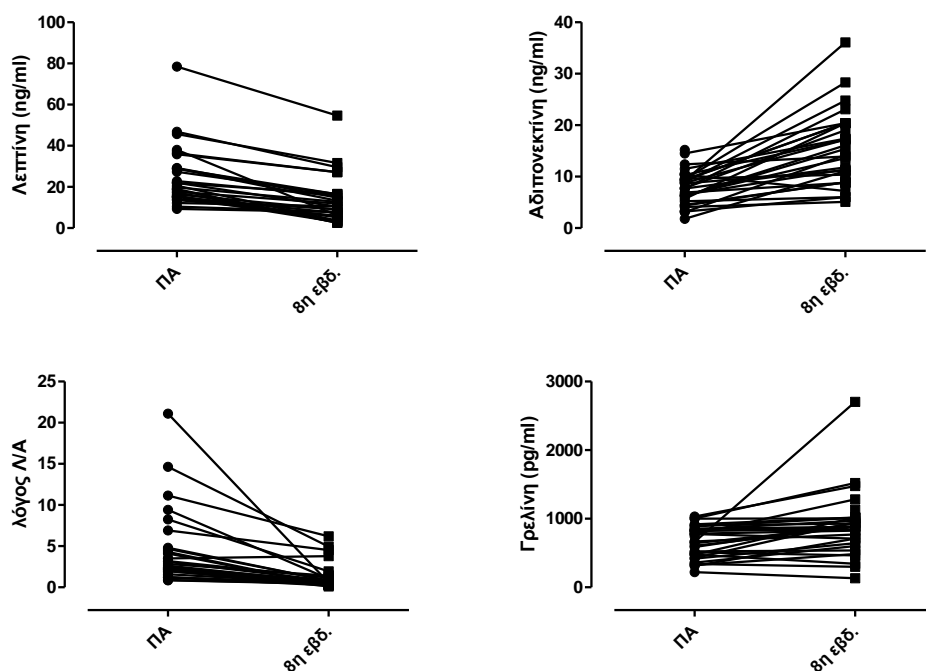 Λεπτίνη (ng/ml)
100
80
60
40
20
0
ΠΑ
8η εβδ.
Αδιπονεκτίνη (ng/ml)
40
30
20
10
0
ΠΑ
8η εβδ.
λόγος Λ/Α
25
20
15
10
5
0
ΠΑ
8η εβδ.
Γρελίνη (pg/ml)
3000
2000
1000
0
ΠΑ
8η εβδ.